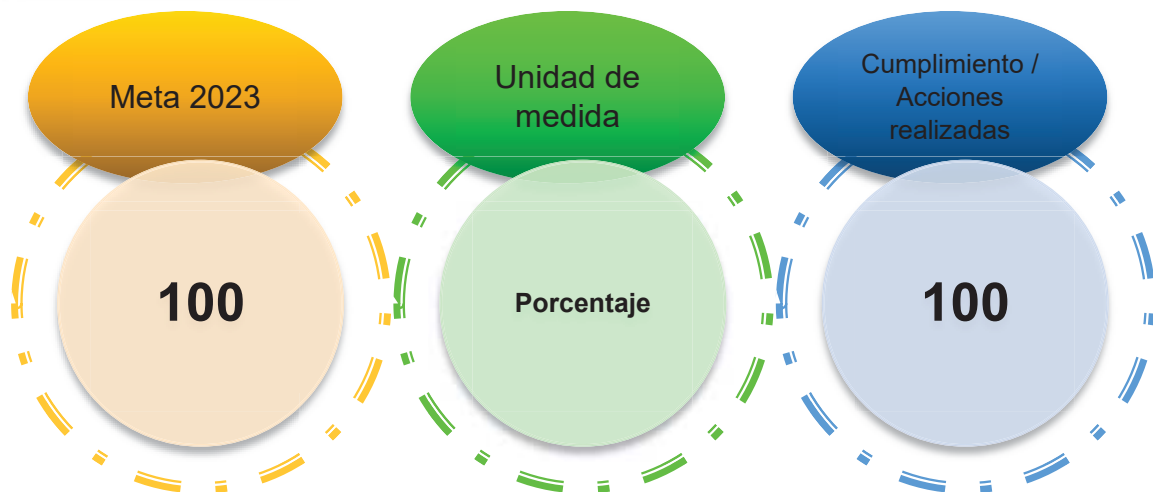 Meta 2023
Unidad de
medida
Cumplimiento /
Acciones
realizadas
100
Porcentaje
100